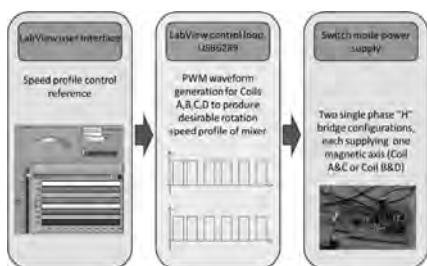 LabView user interface
Speed profile control
reference
LabView control loop
USB6289
PWM waveform
generation for Coils
A,B,C,D to produce
desirable rotation
speed profile of mixer
Switch mode power
supply
Two single phase "H"
bridge configurations,
each supplying one
magnetic axis (Coil
A&C or Coil B&D)